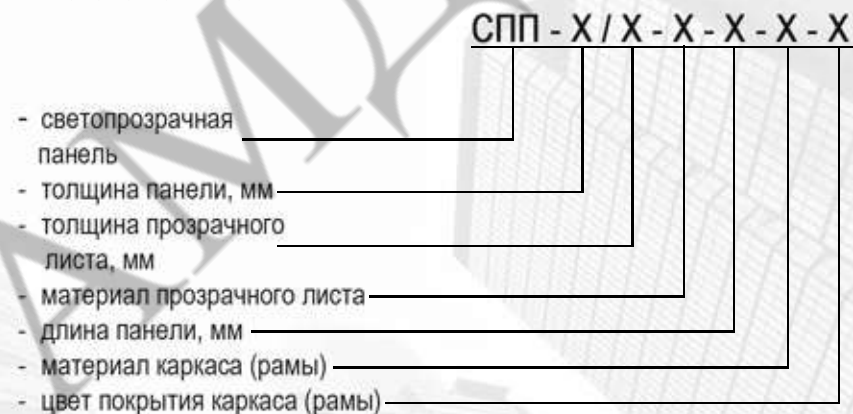 СПП - Х / Х - Х - Х - Х - Х
- светопрозрачная
панель
- толщина панели, мм
- толщина прозрачного
листа, мм
- материал прозрачного листа
- длина панели, мм
- материал каркаса (рамы)
- цвет покрытия каркаса (рамы)